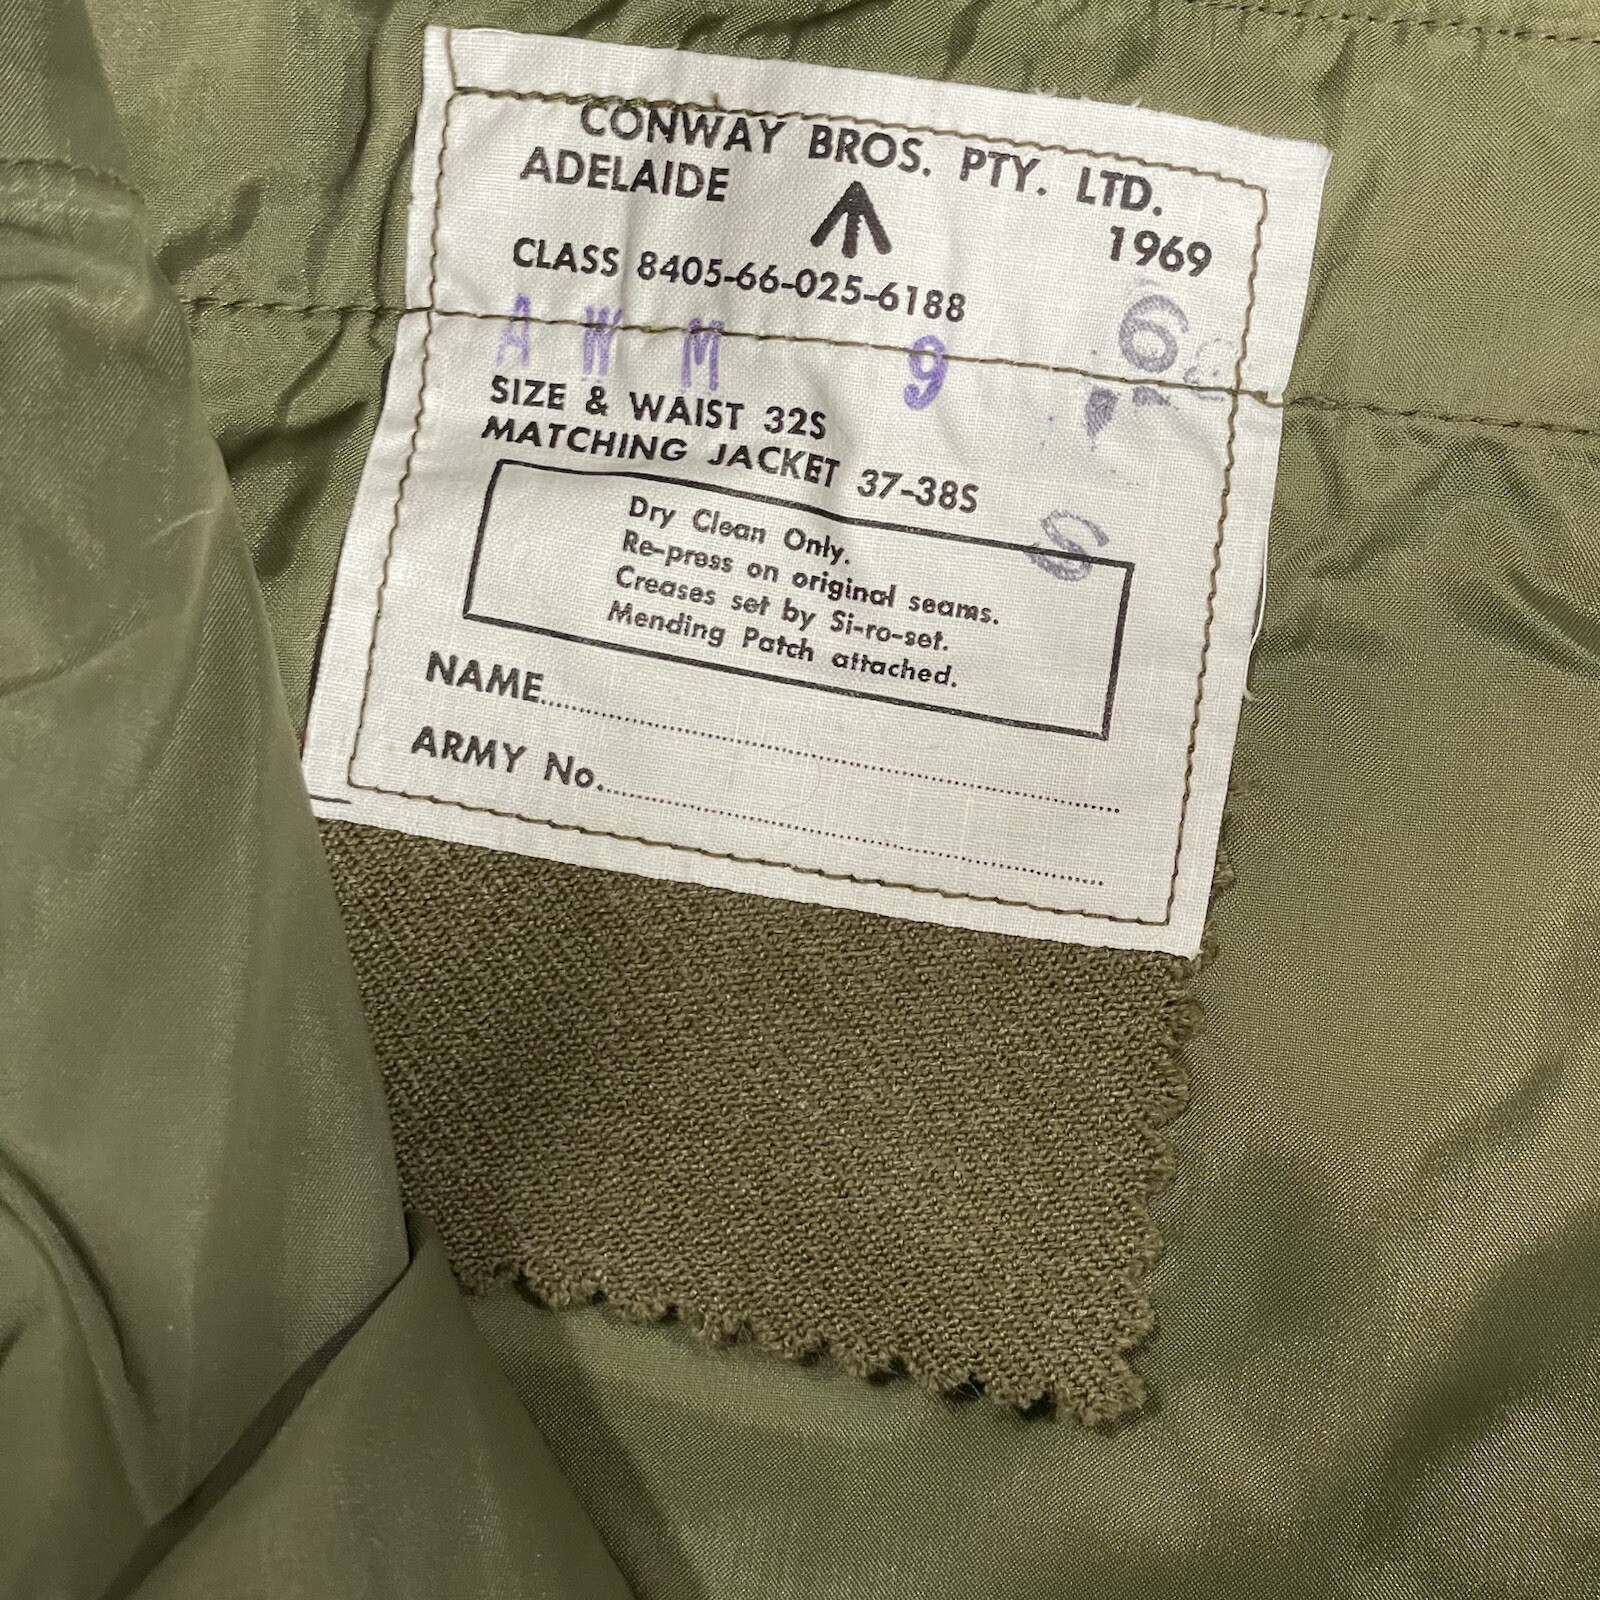 CONWAY BROS. PTY. LTD.
ADELAIDE 1969
CLASS 8405-66-025-6188
6
A W M 9
SIZE & WAIST 32S
MATCHING JACKET 37-38S
S
Dry Clean Only.
Re-press on original seams.
Creases set by Si-ro-set.
Mending Patch attached.
NAME
ARMY No.